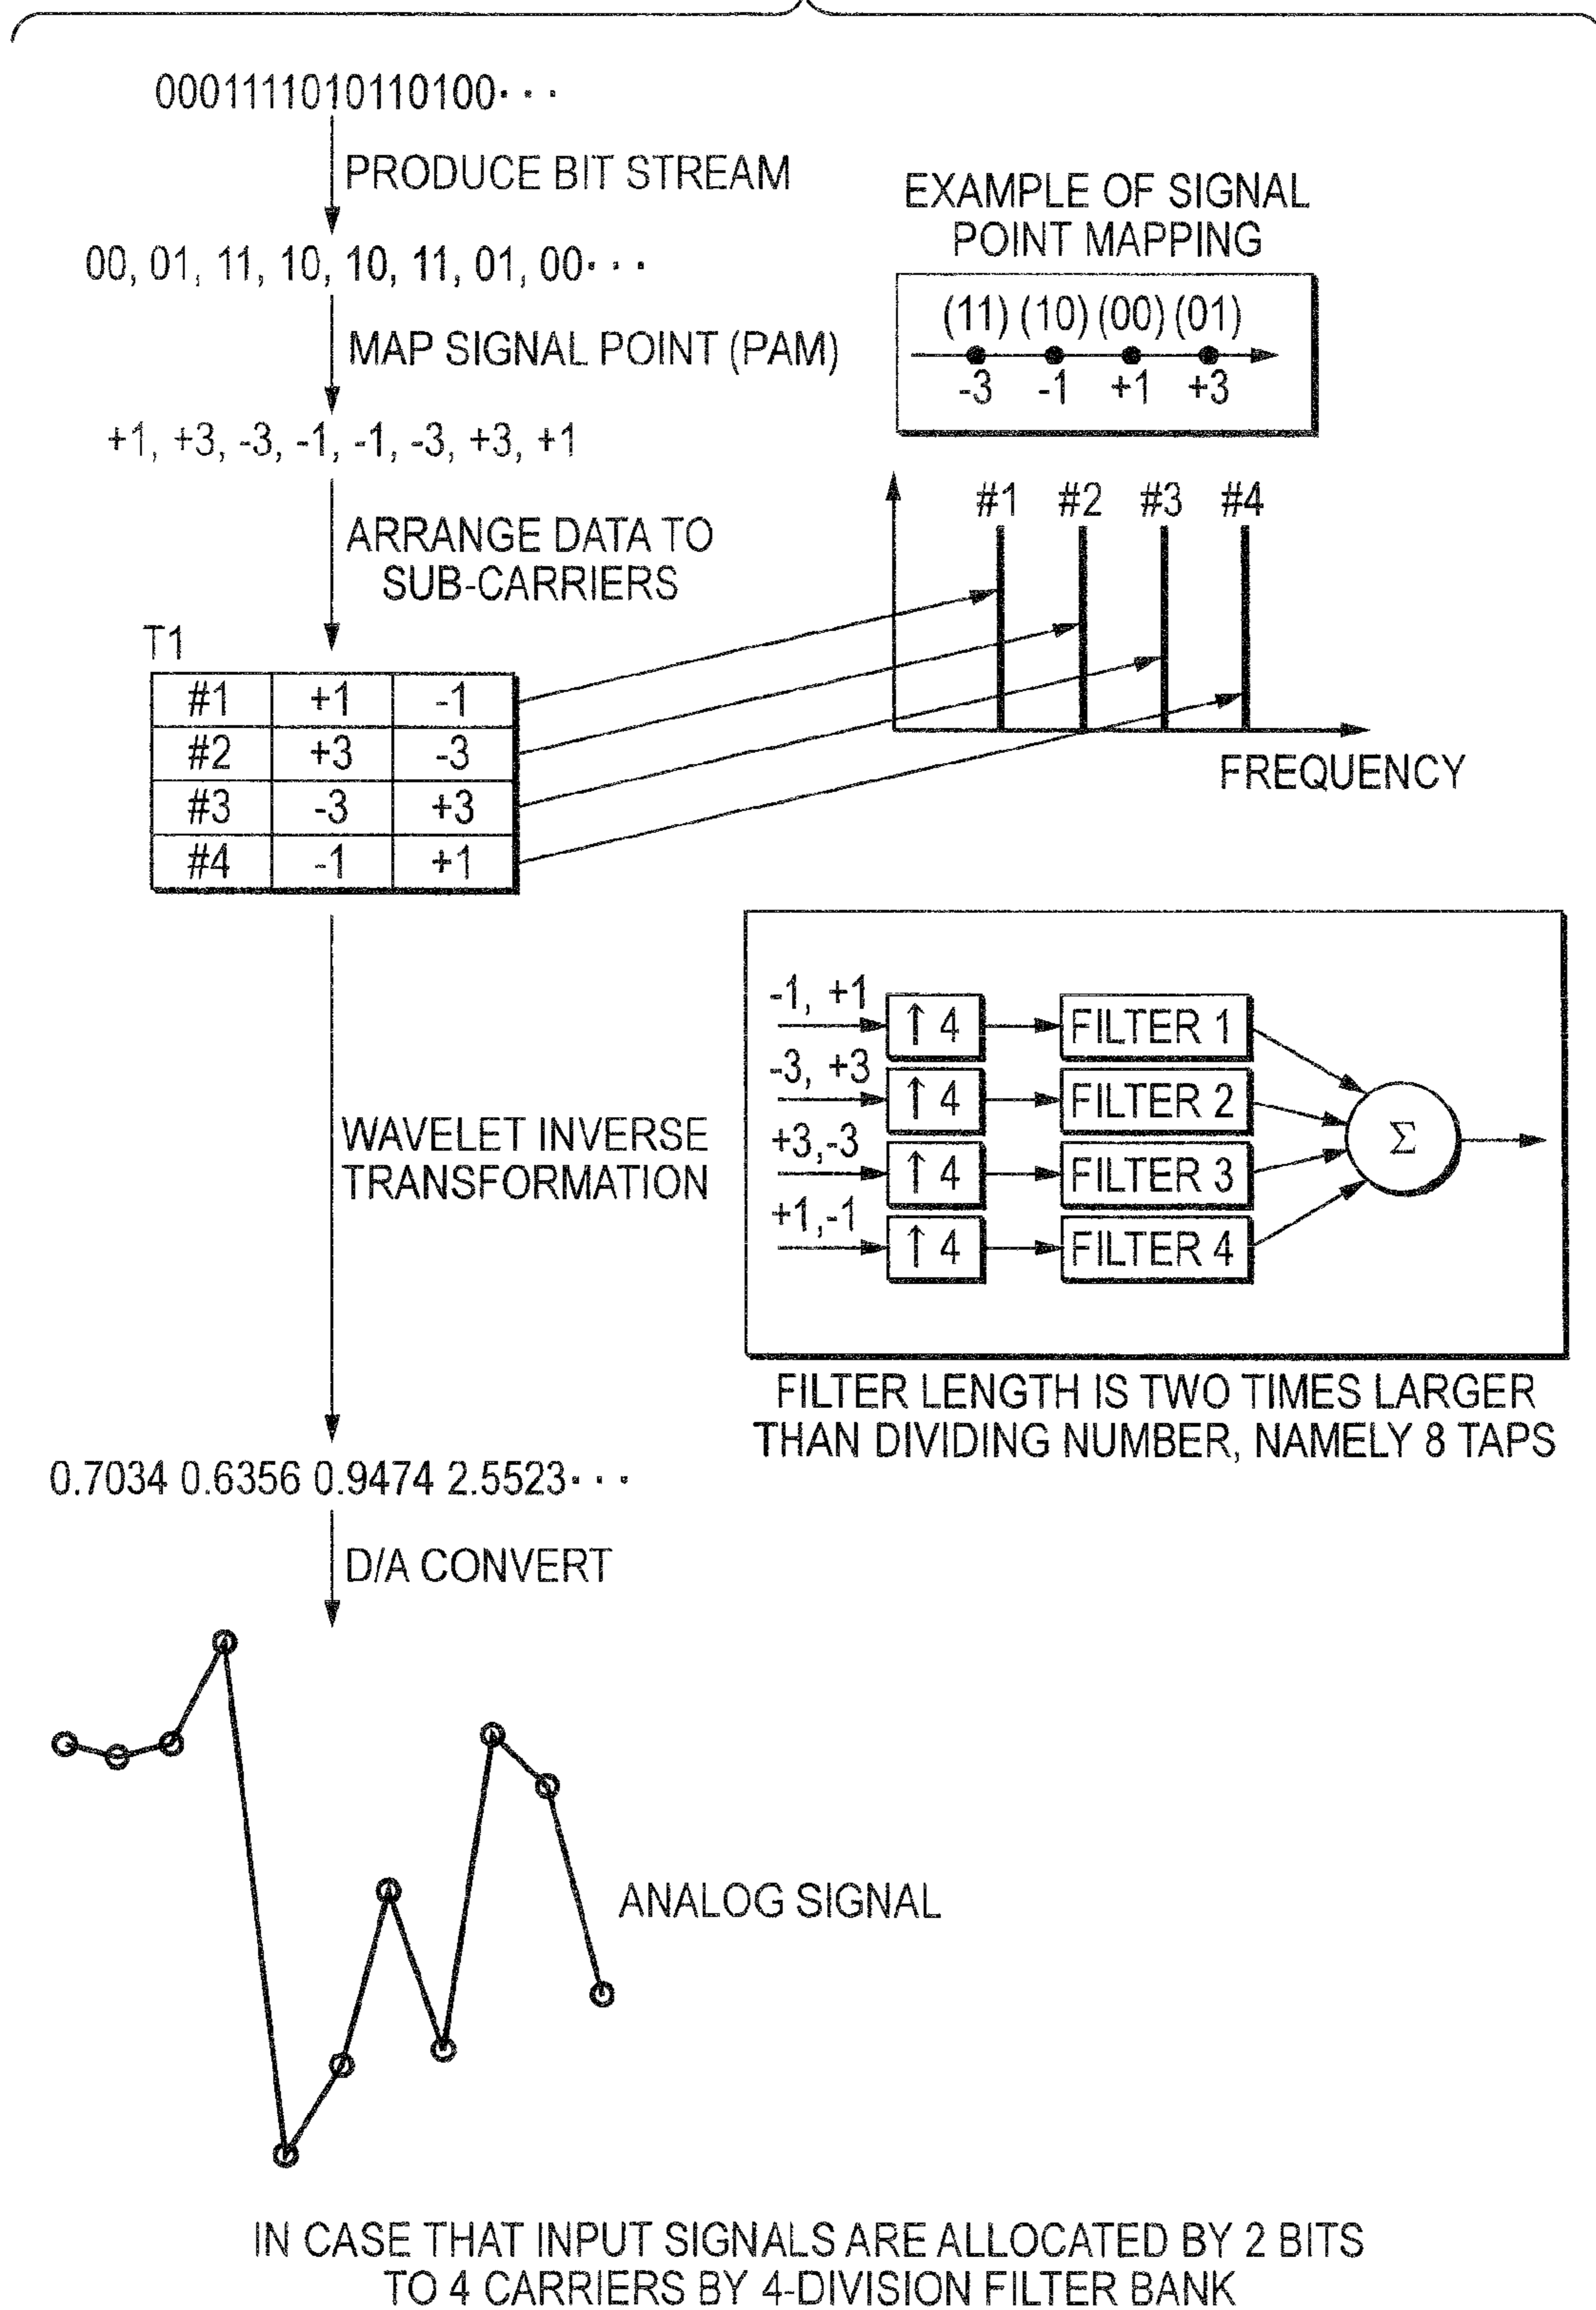 0001111010110100···
PRODUCE BIT STREAM
00, 01, 11, 10, 10, 11, 01, 00···
MAP SIGNAL POINT (PAM)
+1, +3, -3, -1, -1, -3, +3, +1
ARRANGE DATA TO
SUB-CARRIERS
EXAMPLE OF SIGNAL
POINT MAPPING
(11) (10) (00) (01)
-3 -1 +1 +3
#1 #2 #3 #4
FREQUENCY
T1
#1 +1 -1
#2 +3 -3
#3 -3 +3
#4 -1 +1
WAVELET INVERSE
TRANSFORMATION
-1, +1 ↑ 4 FILTER 1
-3, +3 ↑ 4 FILTER 2
+3,-3 ↑ 4 FILTER 3
+1,-1 ↑ 4 FILTER 4
Σ
FILTER LENGTH IS TWO TIMES LARGER
THAN DIVIDING NUMBER, NAMELY 8 TAPS
0.7034 0.6356 0.9474 2.5523···
D/A CONVERT
ANALOG SIGNAL
IN CASE THAT INPUT SIGNALS ARE ALLOCATED BY 2 BITS
TO 4 CARRIERS BY 4-DIVISION FILTER BANK